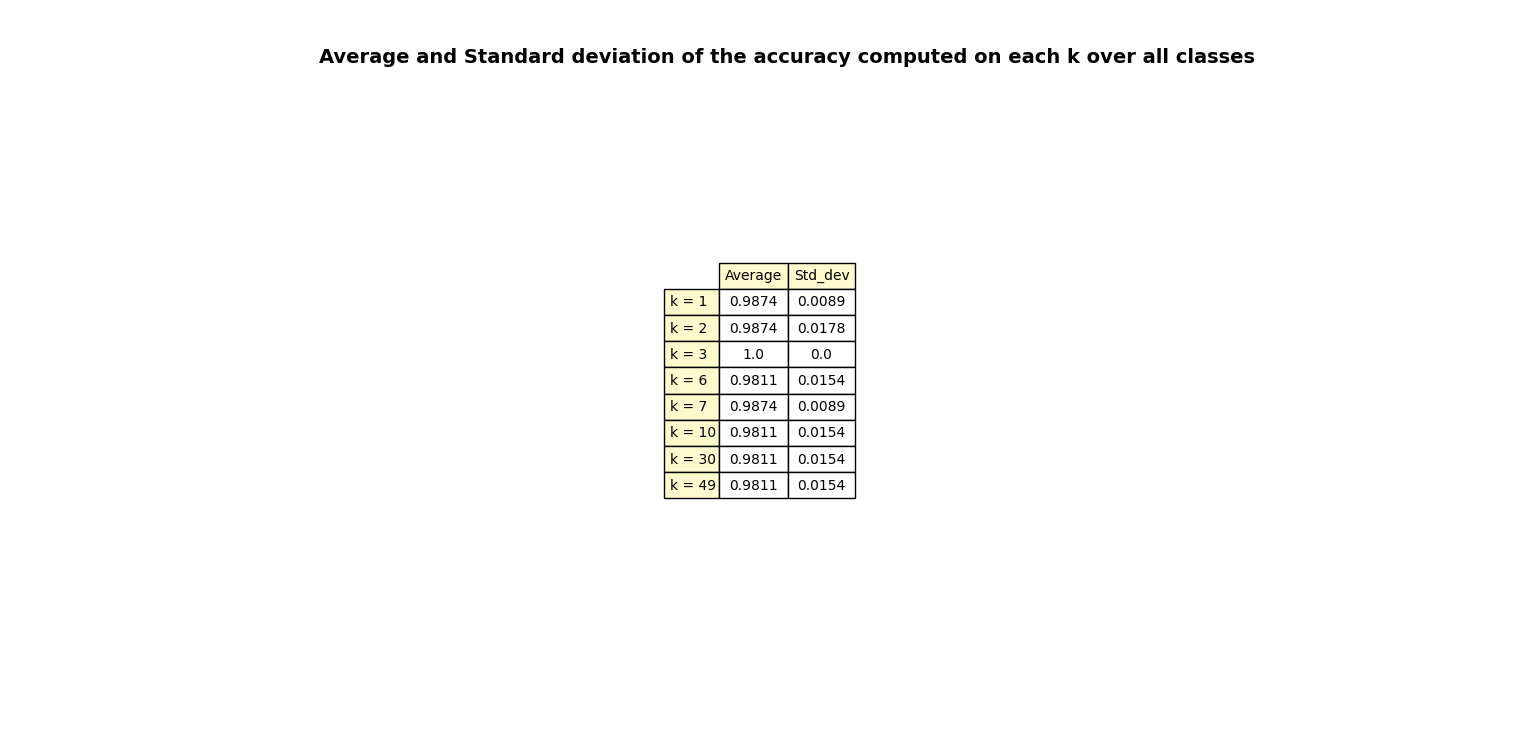 Average and Standard deviation of the accuracy computed on each k over all classes
Average Std_dev
k = 1 0.9874 0.0089
k = 2 0.9874 0.0178
k = 3 1.0 0.0
k = 6 0.9811 0.0154
k = 7 0.9874 0.0089
k = 10 0.9811 0.0154
k = 30 0.9811 0.0154
k = 49 0.9811 0.0154